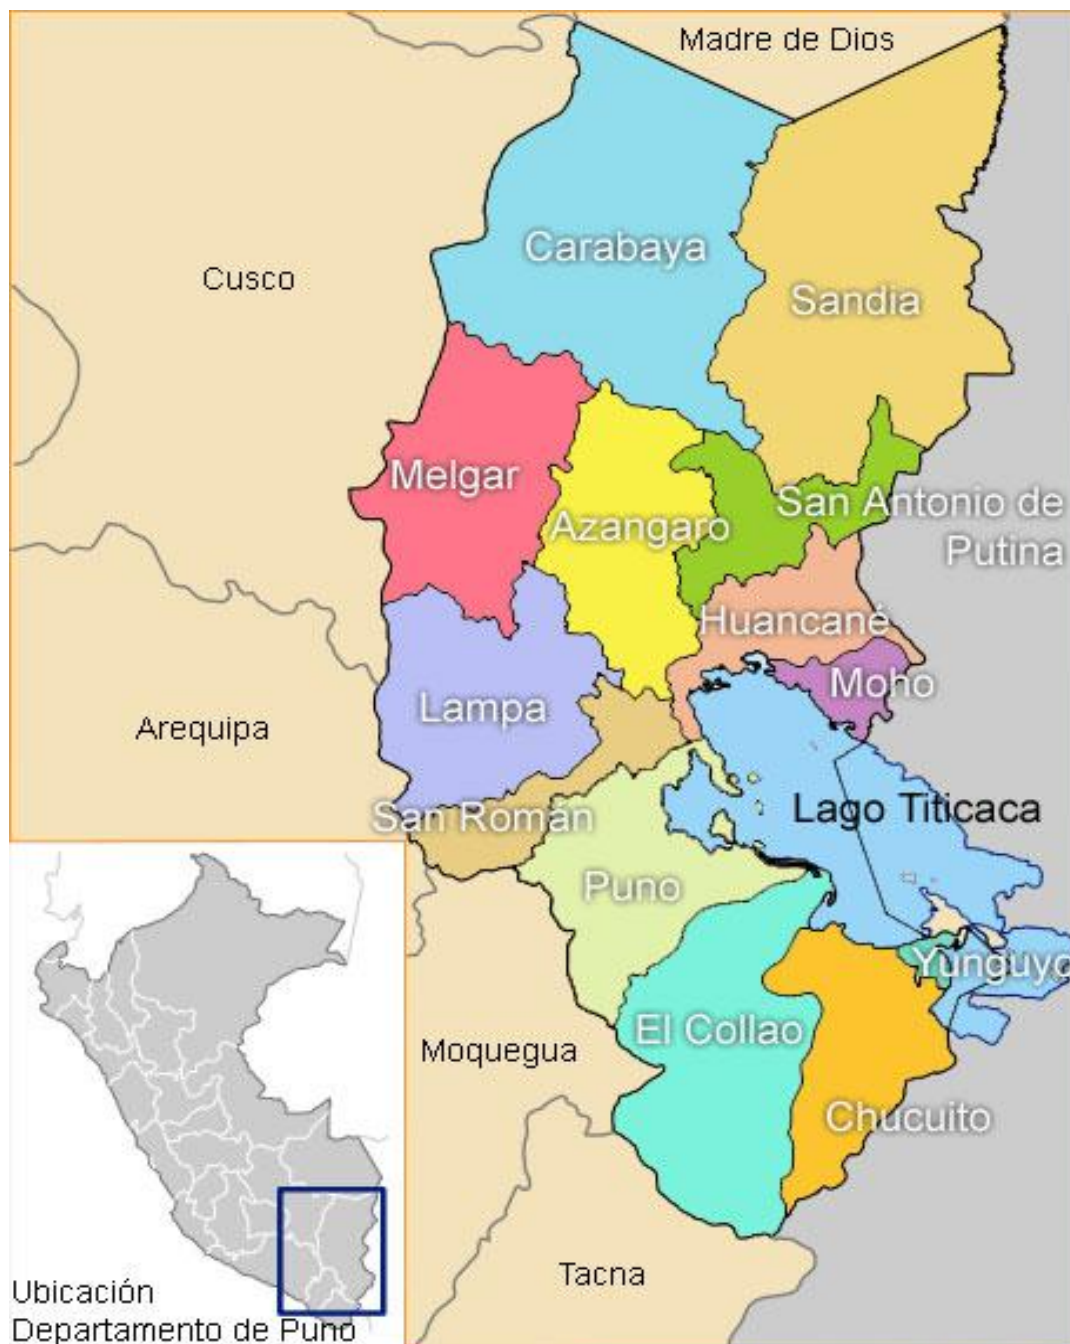 Madre de Dios
Carabaya
Cusco
Sandia
Melgar
San Antonio de
Putina
Azangaro
Huancané
Moho
Lampa
Arequipa
Lago Titicaca
San Román
Puno
Yunguyo
El Collao
Moquegua
Chucuito
Tacna
Ubicación
Departamento de Puno